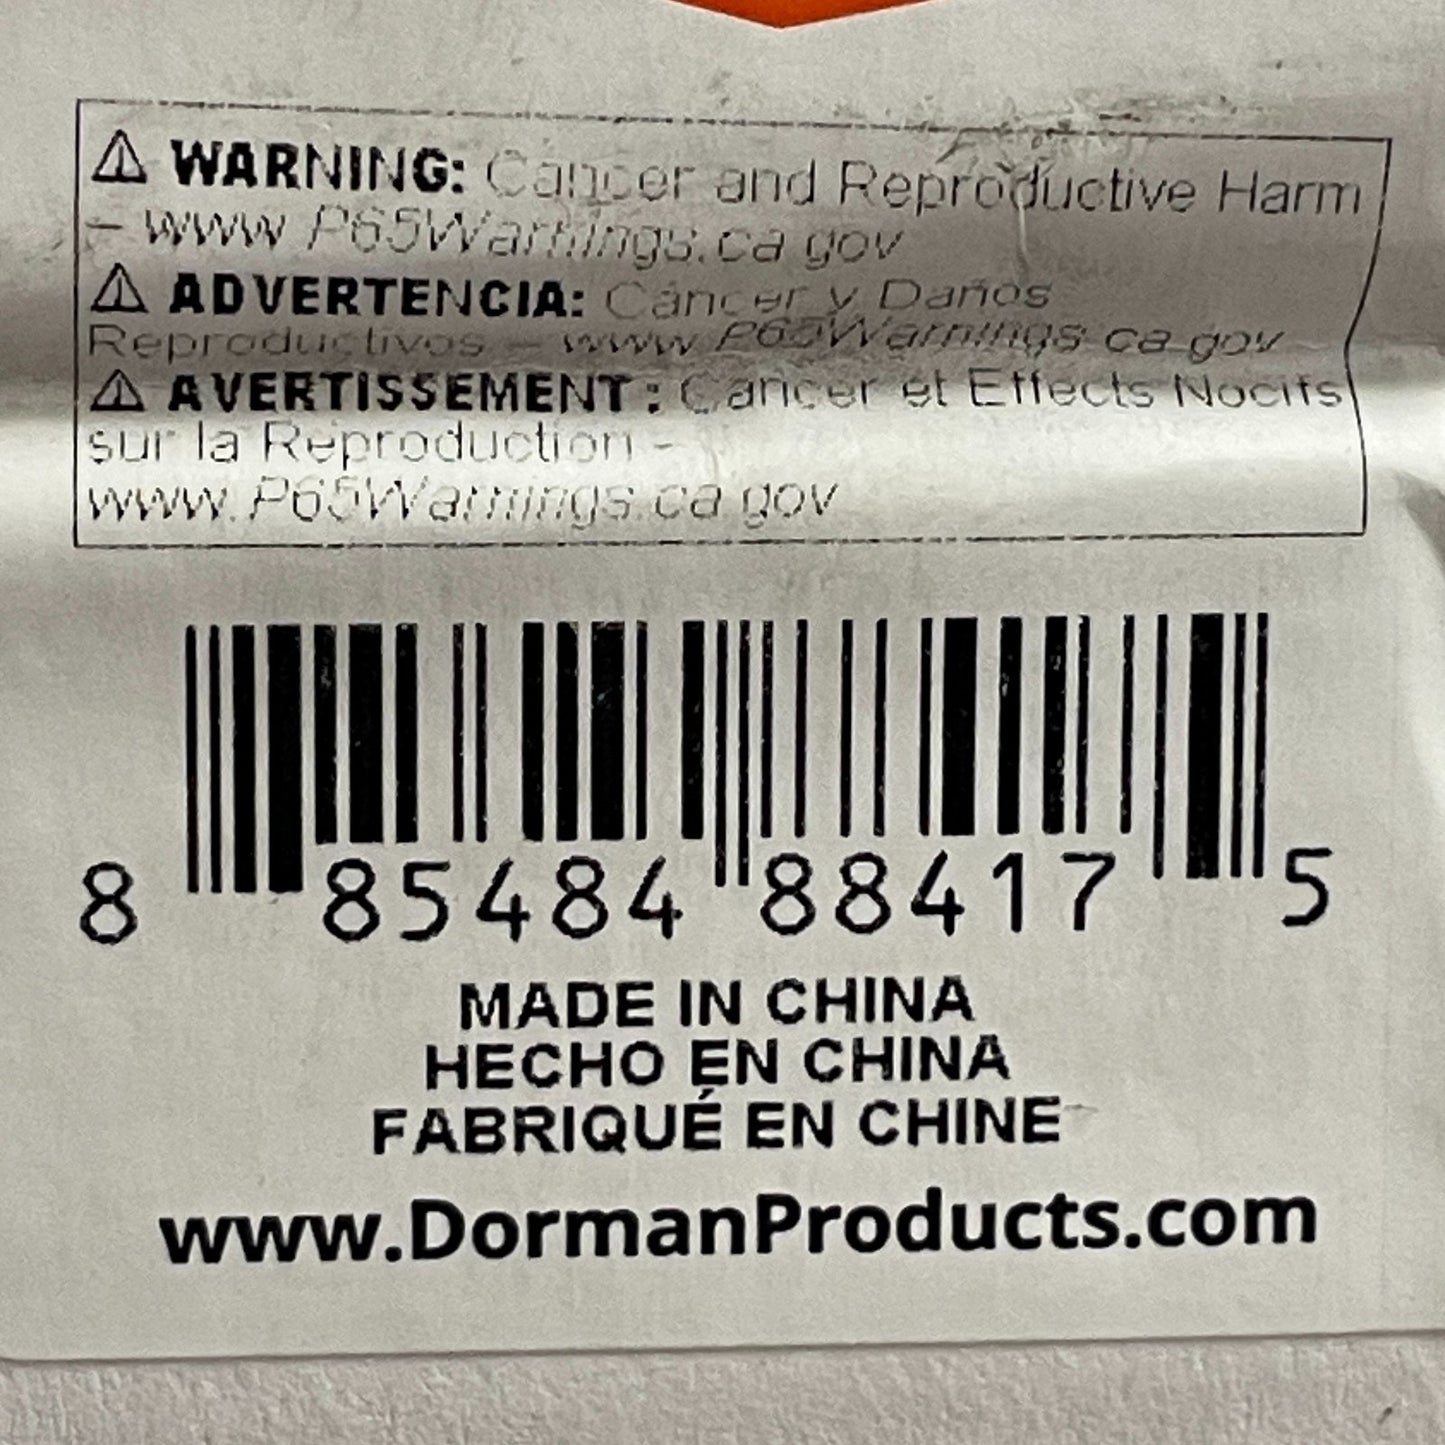 ⚠ WARNING: Cancer and Reproductive Harm
– www.P65Warnings.ca.gov
⚠ ADVERTENCIA: Cáncer y Daños
Reproductivos – www.P65Warnings.ca.gov
⚠ AVERTISSEMENT : Cancer et Effects Nocifs
sur la Reproduction -
www.P65Warnings.ca.gov
8 85484 88417 5
MADE IN CHINA
HECHO EN CHINA
FABRIQUÉ EN CHINE
www.DormanProducts.com